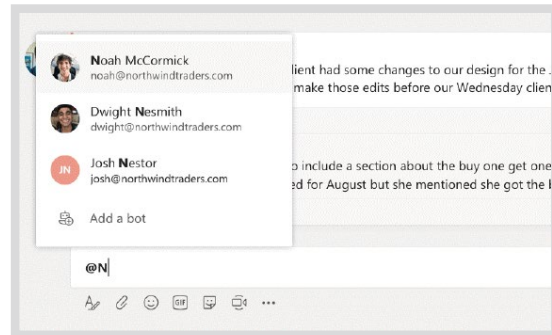 Noah McCormick
noah@northwindtraders.com
Dwight Nesmith
dwight@northwindtraders.com
JN
Josh Nestor
josh@northwindtraders.com
Add a bot
lient had some changes to our design for the
make those edits before our Wednesday clien
o include a section about the buy one get one
ed for August but she mentioned she got the
@N
GIF